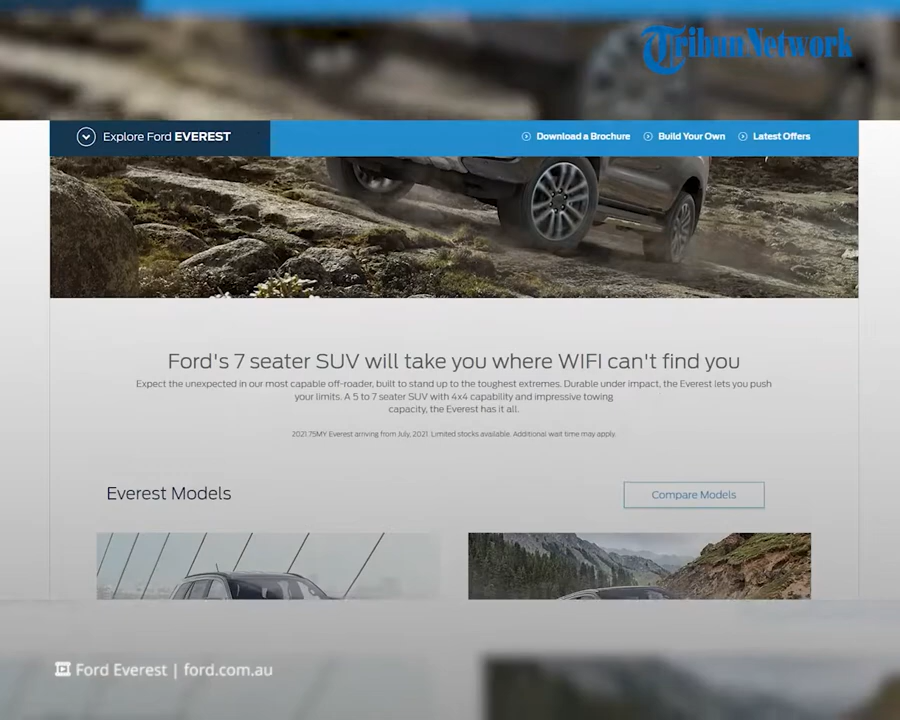 Tribun Network
Explore Ford EVEREST
Download a Brochure
Build Your Own
Latest Offers
Ford's 7 seater SUV will take you where WIFI can't find you
Expect the unexpected in our most capable off-roader, built to stand up to the toughest extremes. Durable under impact, the Everest lets you push
your limits. A 5 to 7 seater SUV with 4x4 capability and impressive towing
capacity, the Everest has it all.
2021.75MY Everest arriving from July, 2021. Limited stocks available. Additional wait time may apply.
Everest Models
Compare Models
Ford Everest | ford.com.au